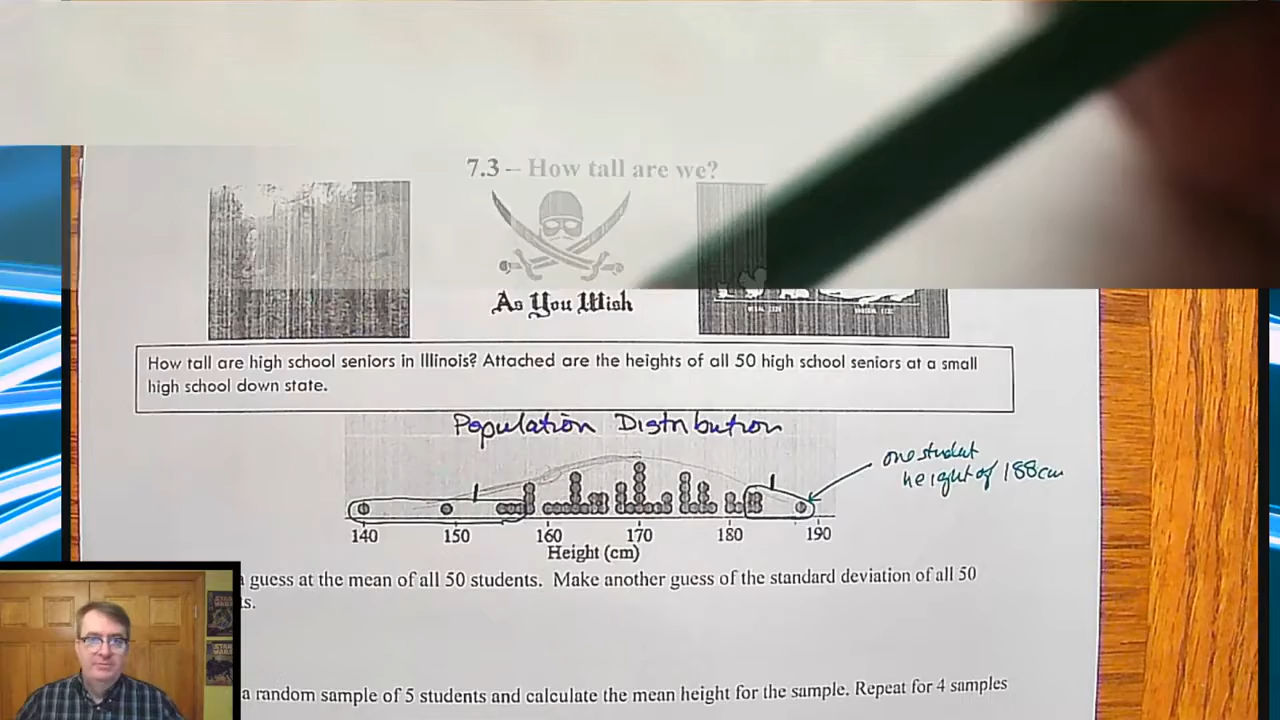 7.3 – How tall are we?
As You Wish
How tall are high school seniors in Illinois? Attached are the heights of all 50 high school seniors at a small
high school down state.
Population Distribution
one student
height of 188cm
140 150 160 170 180 190
Height (cm)
guess at the mean of all 50 students. Make another guess of the standard deviation of all 50
ts.
a random sample of 5 students and calculate the mean height for the sample. Repeat for 4 samples